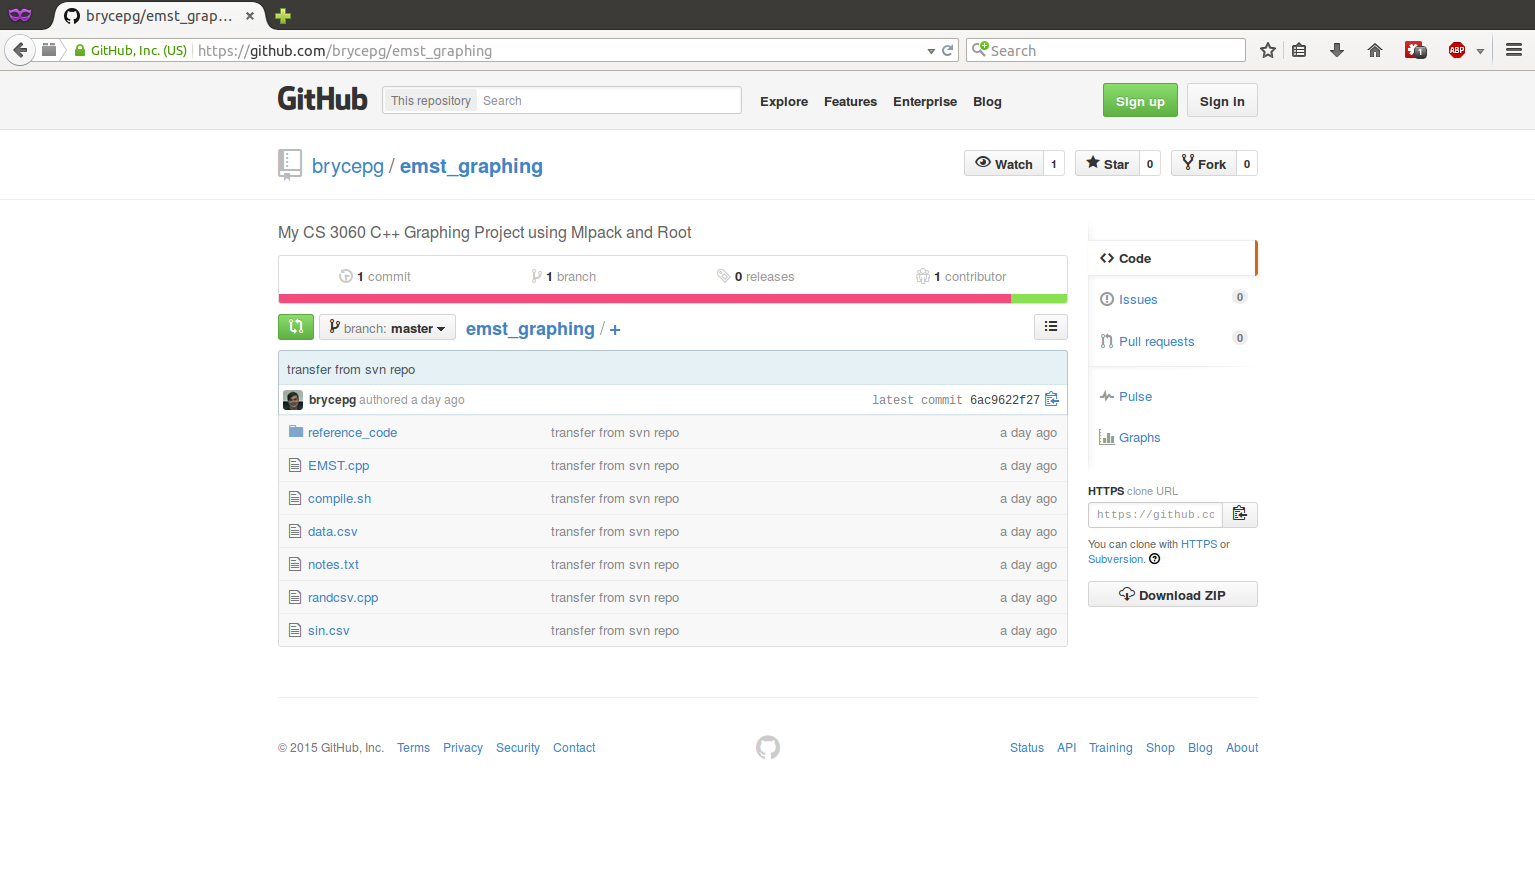 brycepg/emst_grap...
GitHub, Inc. (US) https://github.com/brycepg/emst_graphing
Search
1
ABP
GitHub
This repository Search
Explore Features Enterprise Blog
Sign up Sign in
brycepg / emst_graphing
Watch 1 Star 0 Fork 0
My CS 3060 C++ Graphing Project using Mlpack and Root
1 commit 1 branch 0 releases 1 contributor
branch: master emst_graphing / +
transfer from svn repo
brycepg authored a day ago latest commit 6ac9622f27
reference_code transfer from svn repo a day ago
EMST.cpp transfer from svn repo a day ago
compile.sh transfer from svn repo a day ago
data.csv transfer from svn repo a day ago
notes.txt transfer from svn repo a day ago
randcsv.cpp transfer from svn repo a day ago
sin.csv transfer from svn repo a day ago
Code
Issues 0
Pull requests 0
Pulse
Graphs
HTTPS clone URL
https://github.cc
You can clone with HTTPS or
Subversion.
Download ZIP
© 2015 GitHub, Inc. Terms Privacy Security Contact
Status API Training Shop Blog About